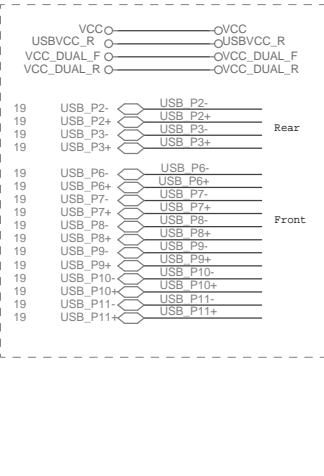 VCC VCC
USBVCC_R USBVCC_R
VCC_DUAL_F VCC_DUAL_F
VCC_DUAL_R VCC_DUAL_R
19 USB_P2- USB_P2-
19 USB_P2+ USB_P2+
19 USB_P3- USB_P3-
19 USB_P3+ USB_P3+
Rear
19 USB_P6- USB_P6-
19 USB_P6+ USB_P6+
19 USB_P7- USB_P7-
19 USB_P7+ USB_P7+
19 USB_P8- USB_P8-
19 USB_P8+ USB_P8+
19 USB_P9- USB_P9-
19 USB_P9+ USB_P9+
19 USB_P10- USB_P10-
19 USB_P10+ USB_P10+
19 USB_P11- USB_P11-
19 USB_P11+ USB_P11+
Front